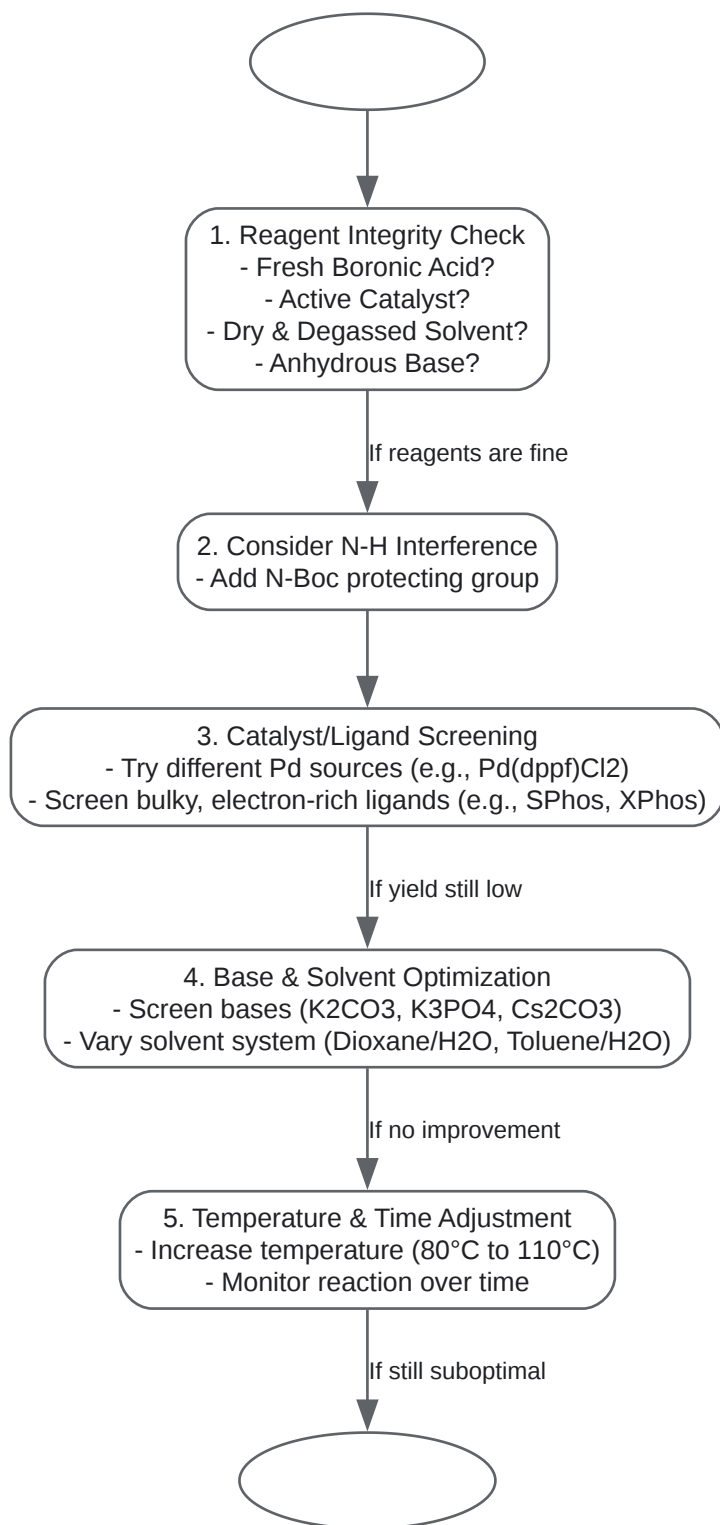 1. Reagent Integrity Check
- Fresh Boronic Acid?
- Active Catalyst?
- Dry & Degassed Solvent?
- Anhydrous Base?
If reagents are fine
2. Consider N-H Interference
- Add N-Boc protecting group
3. Catalyst/Ligand Screening
- Try different Pd sources (e.g., Pd(dppf)Cl2)
- Screen bulky, electron-rich ligands (e.g., SPhos, XPhos)
If yield still low
4. Base & Solvent Optimization
- Screen bases (K2CO3, K3PO4, Cs2CO3)
- Vary solvent system (Dioxane/H2O, Toluene/H2O)
If no improvement
5. Temperature & Time Adjustment
- Increase temperature (80°C to 110°C)
- Monitor reaction over time
If still suboptimal